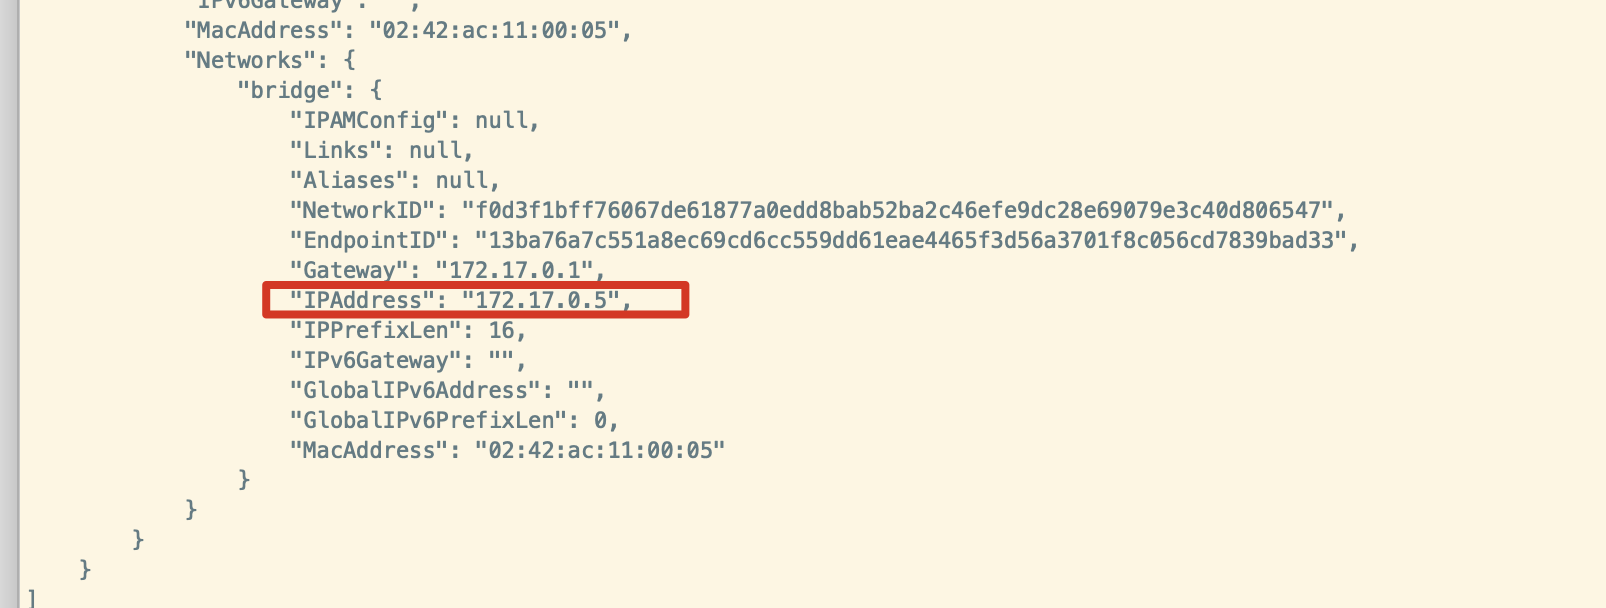 "IPv6Gateway": "",
"MacAddress": "02:42:ac:11:00:05",
"Networks": {
"bridge": {
"IPAMConfig": null,
"Links": null,
"Aliases": null,
"NetworkID": "f0d3f1bff76067de61877a0edd8bab52ba2c46efe9dc28e69079e3c40d806547",
"EndpointID": "13ba76a7c551a8ec69cd6cc559dd61eae4465f3d56a3701f8c056cd7839bad33",
"Gateway": "172.17.0.1",
"IPAddress": "172.17.0.5",
"IPPrefixLen": 16,
"IPv6Gateway": "",
"GlobalIPv6Address": "",
"GlobalIPv6PrefixLen": 0,
"MacAddress": "02:42:ac:11:00:05"
}
}
}
}
]